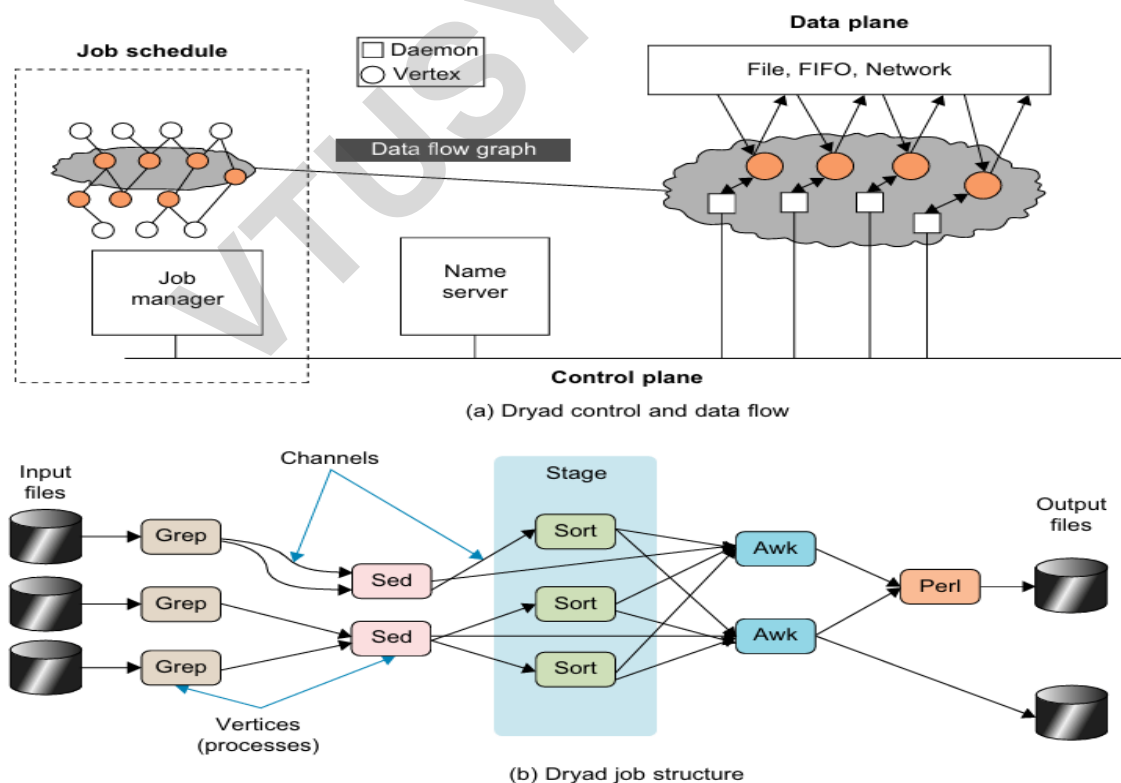 Job schedule
Daemon
Vertex
Data plane
File, FIFO, Network
Data flow graph
Job
manager
Name
server
Control plane
(a) Dryad control and data flow
VTUSY
Input
files
Channels
Stage
Output
files
Grep
Grep
Grep
Sed
Sed
Sort
Sort
Sort
Awk
Awk
Perl
Vertices
(processes)
(b) Dryad job structure